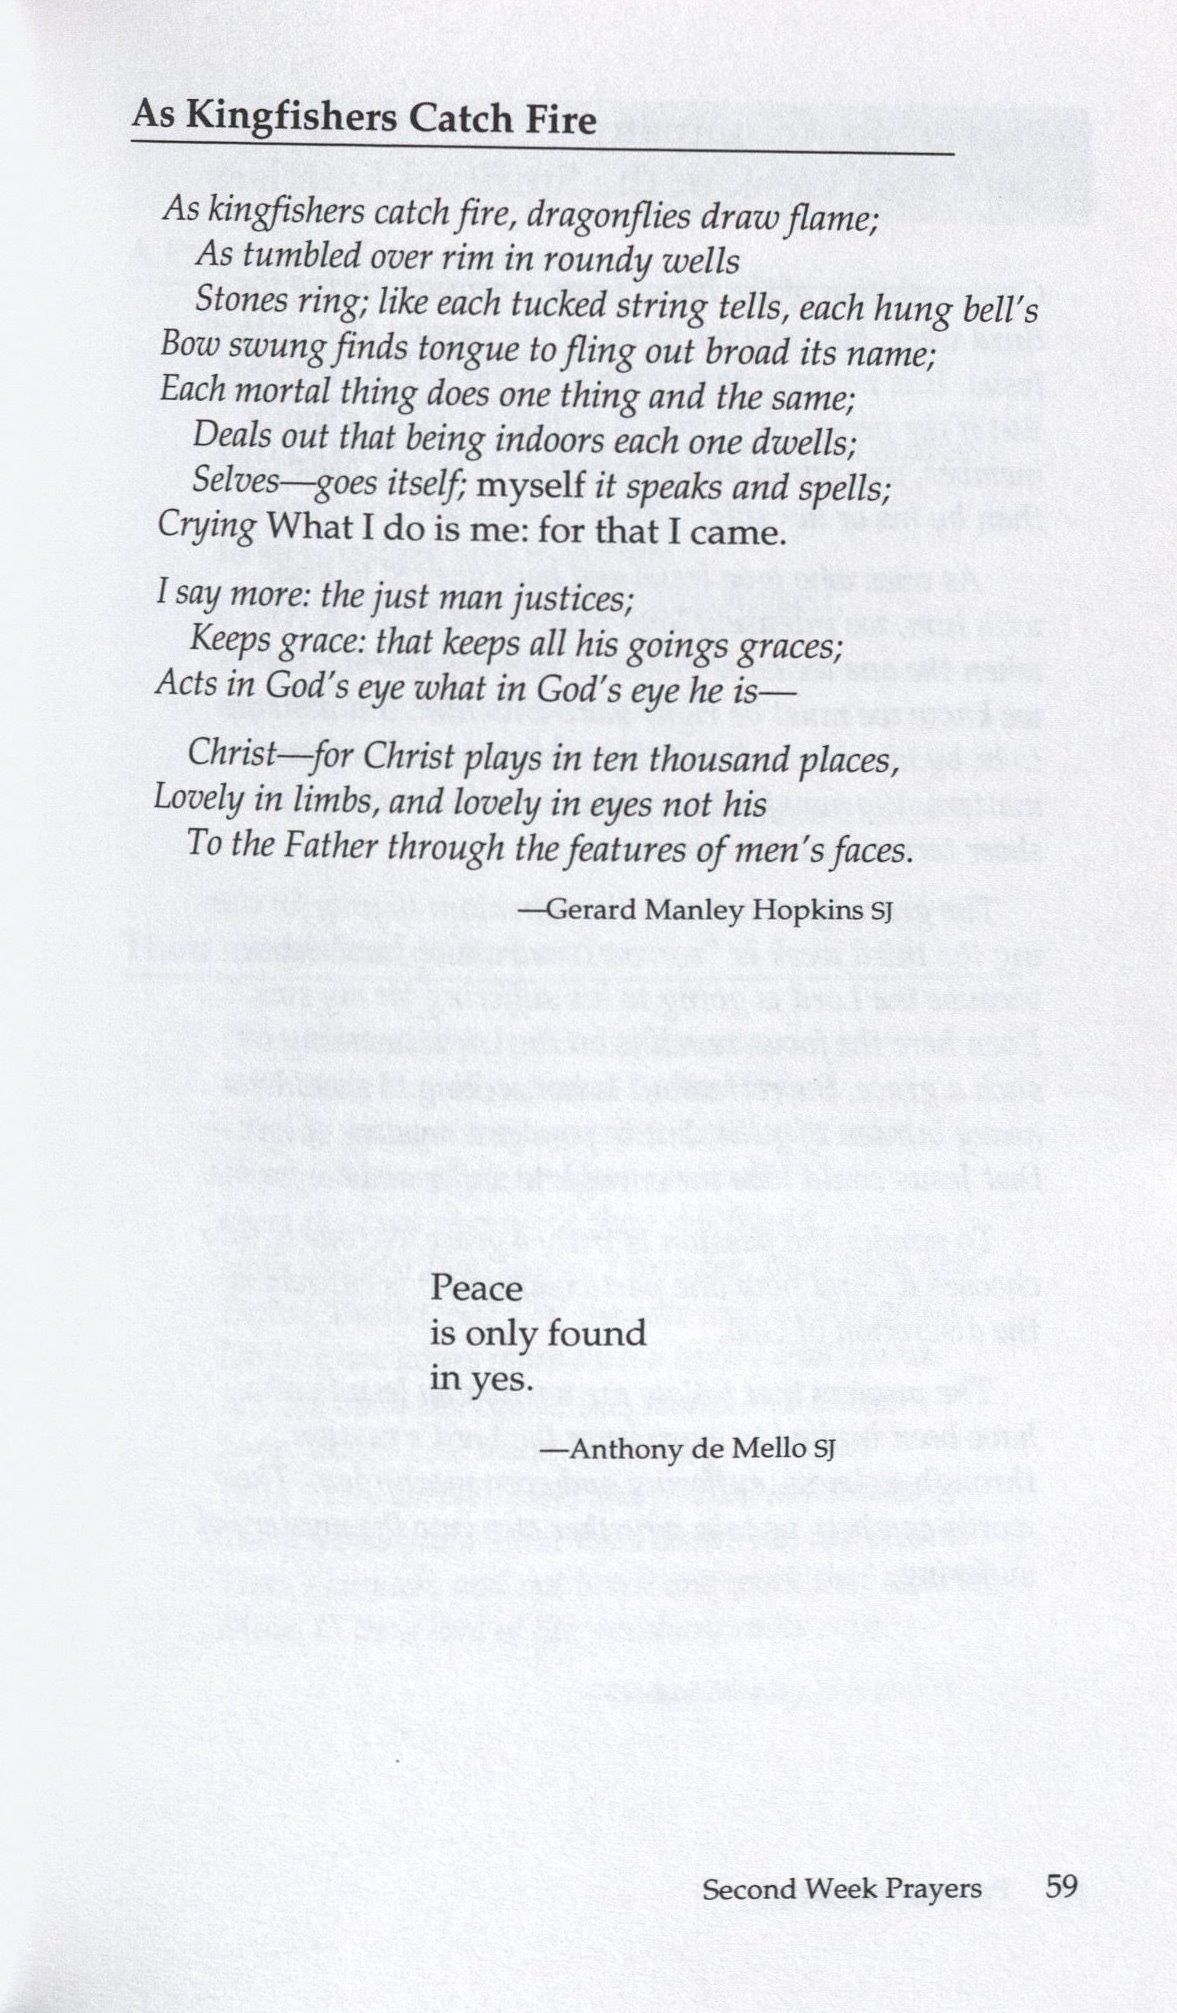 As Kingfishers Catch Fire
As kingfishers catch fire, dragonflies draw flame;
As tumbled over rim in roundy wells
Stones ring; like each tucked string tells, each hung bell's
Bow swung finds tongue to fling out broad its name;
Each mortal thing does one thing and the same;
Deals out that being indoors each one dwells;
Selves—goes itself; myself it speaks and spells;
Crying What I do is me: for that I came.
I say more: the just man justices;
Keeps grace: that keeps all his goings graces;
Acts in God's eye what in God's eye he is—
Christ—for Christ plays in ten thousand places,
Lovely in limbs, and lovely in eyes not his
To the Father through the features of men's faces.
—Gerard Manley Hopkins SJ
Peace
is only found
in yes.
—Anthony de Mello SJ
Second Week Prayers 59